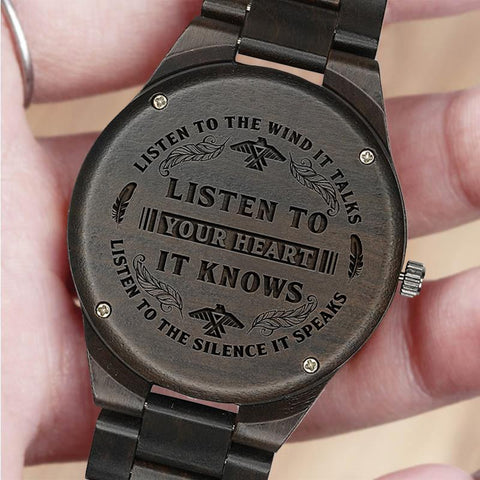 LISTEN TO THE WIND IT TALKS
LISTEN TO
YOUR HEART
IT KNOWS
LISTEN TO THE SILENCE IT SPEAKS